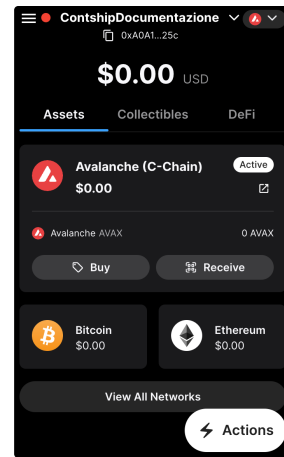 ContshipDocumentazione
0xA0A1...25c
$0.00 USD
Assets Collectibles DeFi
Avalanche (C-Chain) Active
$0.00
Avalanche AVAX 0 AVAX
Buy Receive
Bitcoin
$0.00
Ethereum
$0.00
View All Networks
Actions